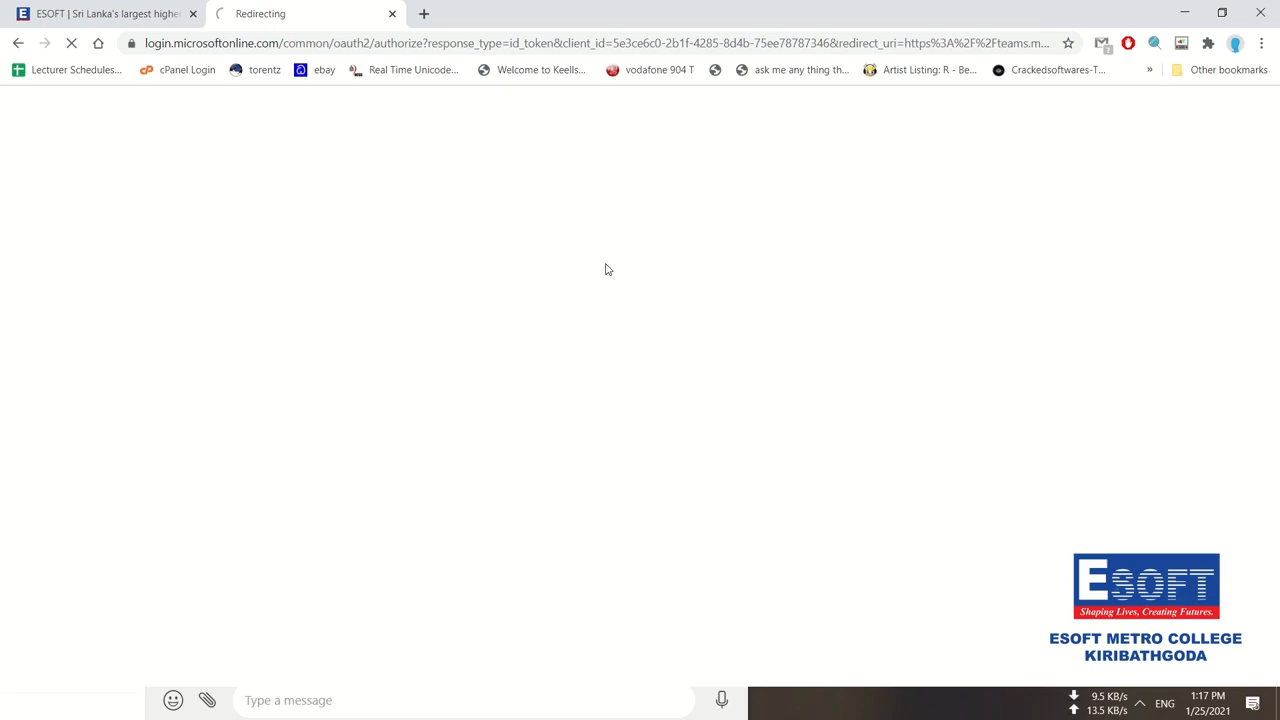 ESOFT | Sri Lanka's largest highe
Redirecting
login.microsoftonline.com/common/oauth2/authorize?response_type=id_token&client_id=5e3ce6c0-2b1f-4285-8d4b-75ee78787346&redirect_uri=https%3A%2F%2Fteams.m...
Lecturer Schedules...
cPanel Login
torentz
ebay
Real Time Unicode...
Welcome to Keells...
vodafone 904 T
ask me any thing th...
Artist Listing: R - Be...
Crackedsoftwares-T...
»
Other bookmarks
ESOFT
Shaping Lives, Creating Futures.
ESOFT METRO COLLEGE
KIRIBATHGODA
Type a message
9.5 KB/s
13.5 KB/s
ENG
1:17 PM
1/25/2021